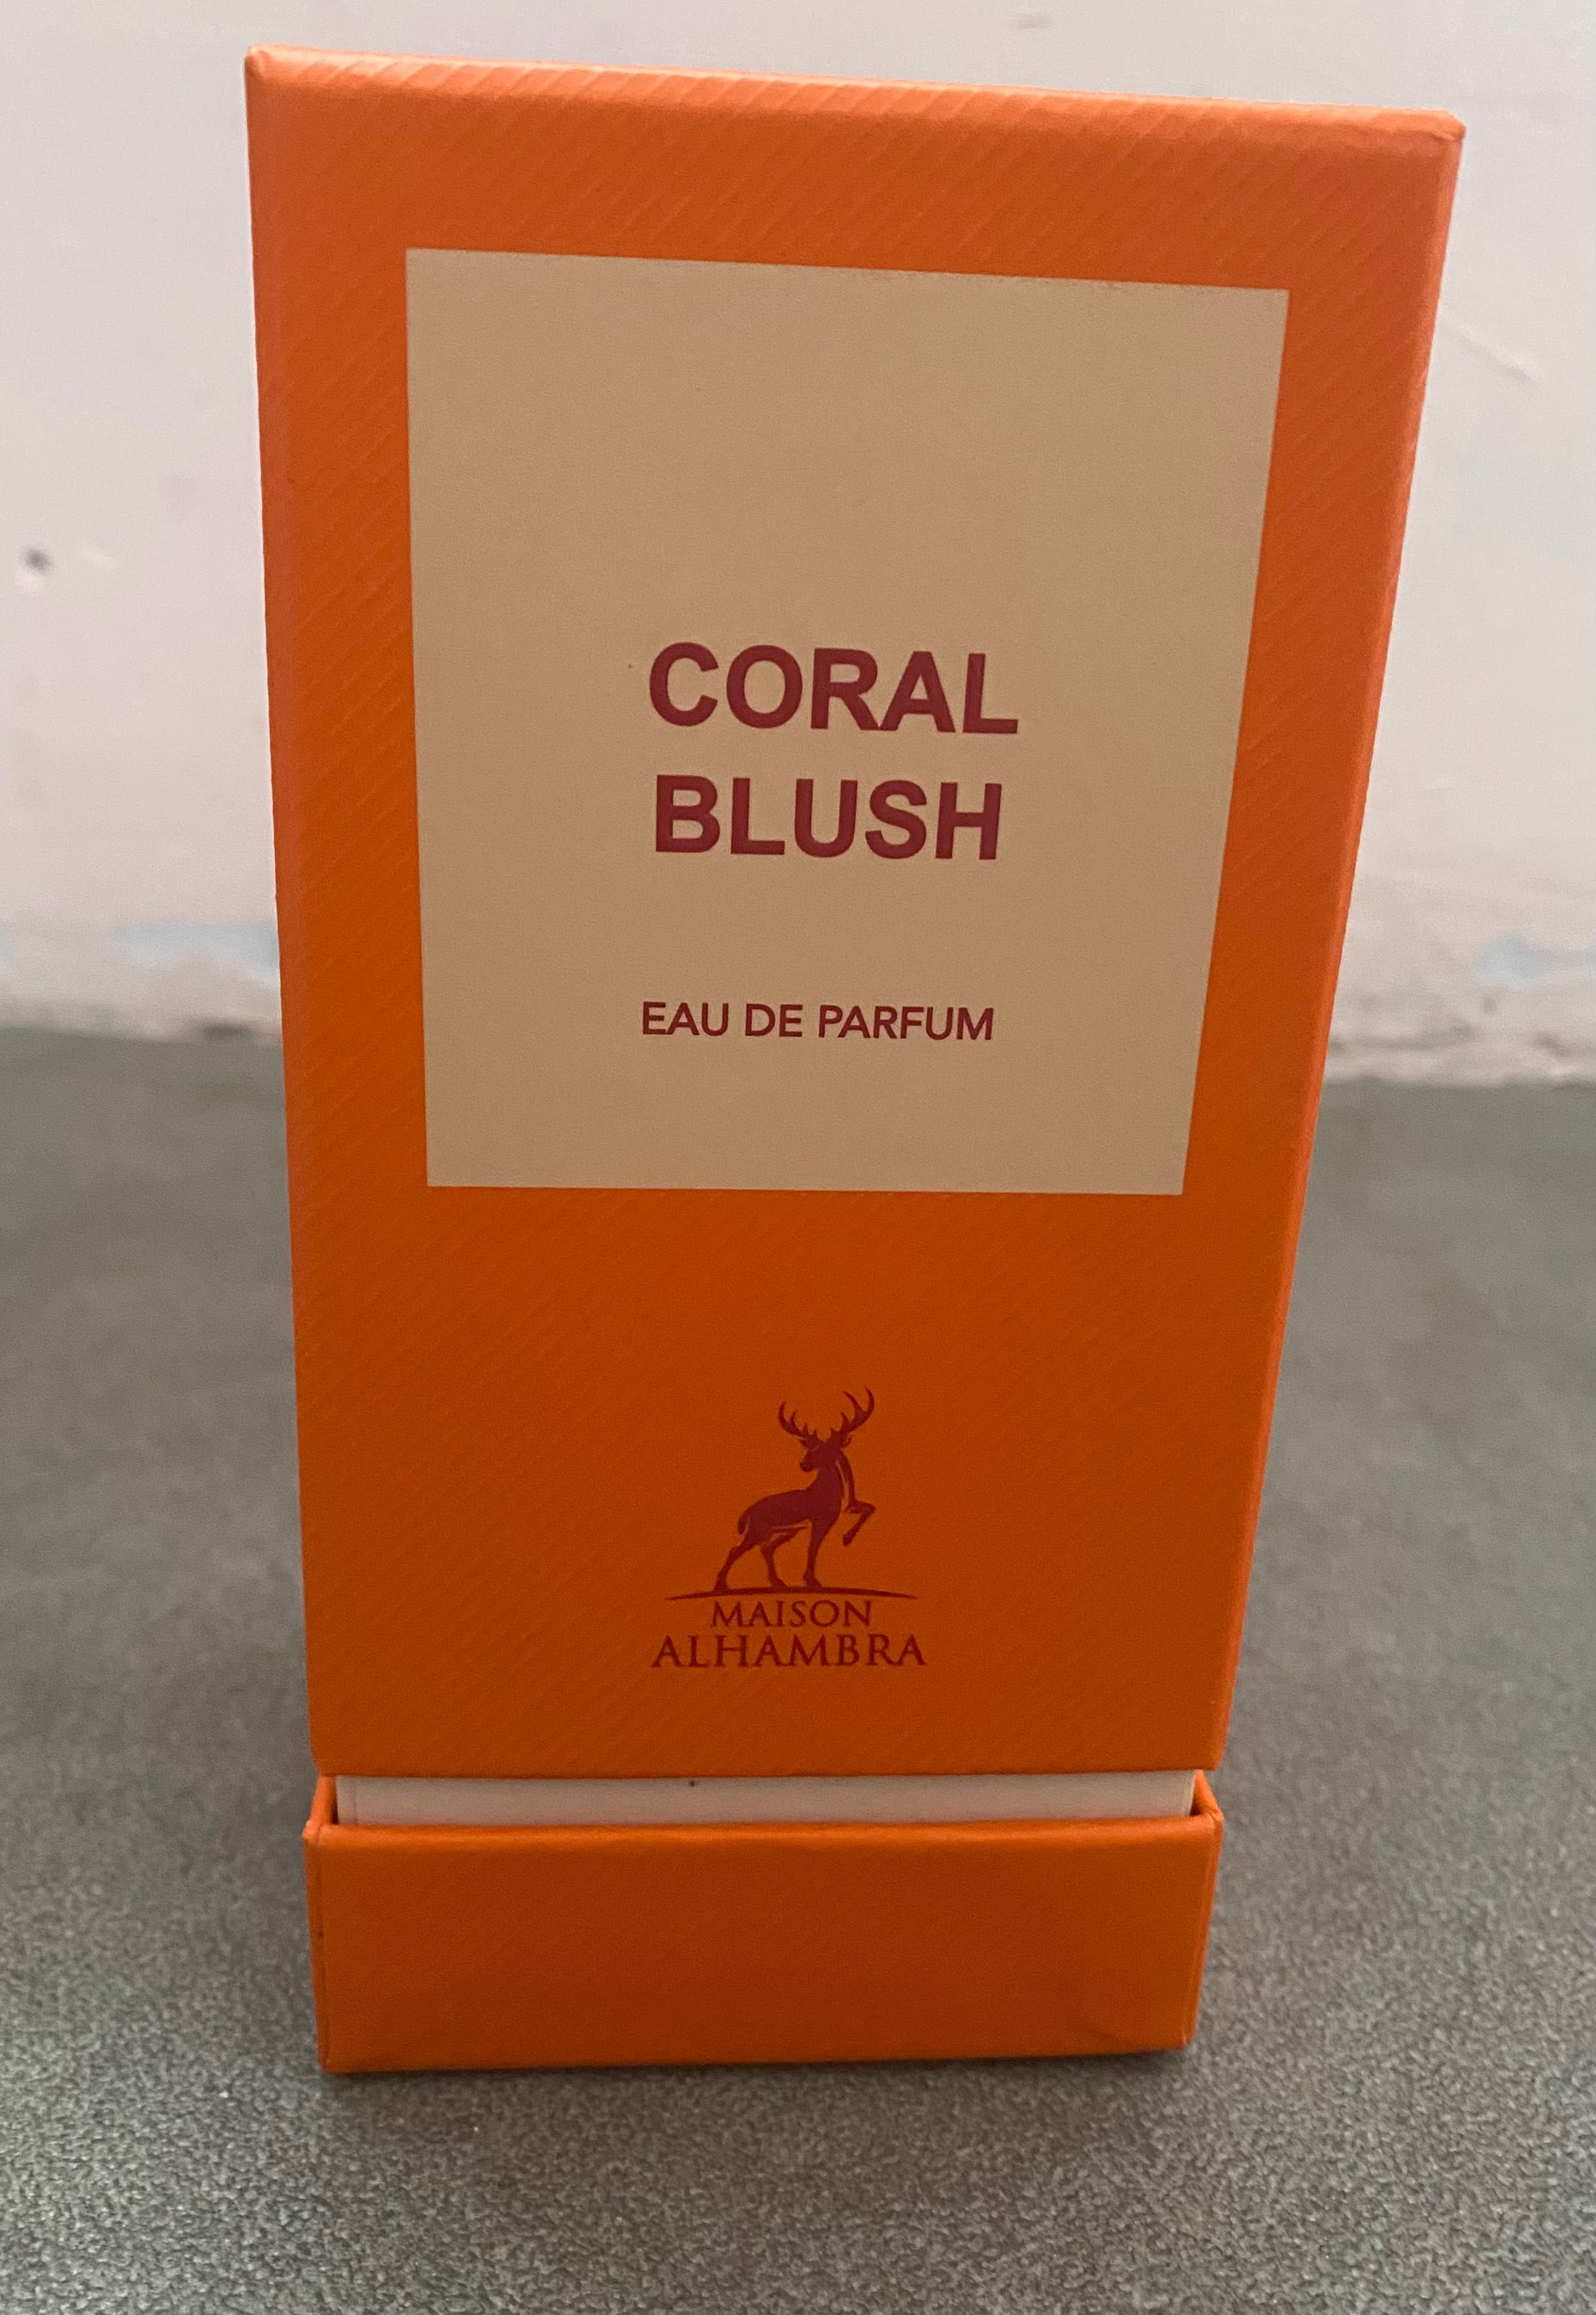 CORAL
BLUSH
EAU DE PARFUM
MAISON
ALHAMBRA